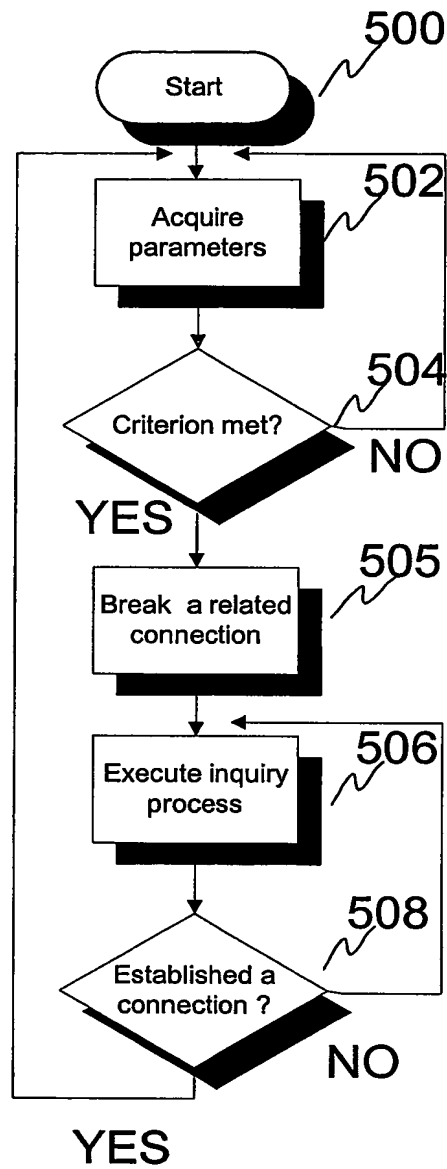 500
Start
502
Acquire
parameters
504
Criterion met?
NO
YES
505
Break a related
connection
506
Execute inquiry
process
508
Established a
connection ?
NO
YES